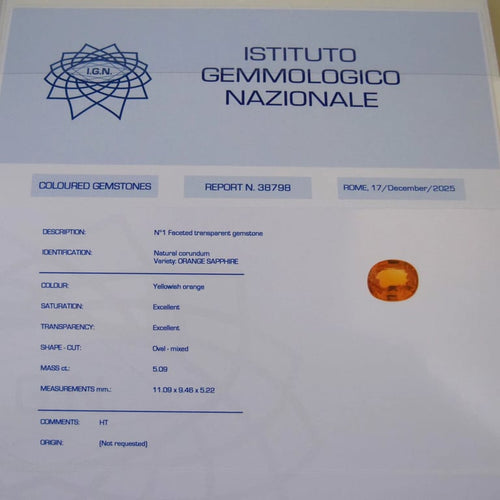 I.G.N.
ISTITUTO
GEMMOLOGICO
NAZIONALE
COLOURED GEMSTONES
REPORT N. 38798
ROME, 17/December/2025
DESCRIPTION: N°1 Faceted transparent gemstone
IDENTIFICATION: Natural corundum
Variety: ORANGE SAPPHIRE
COLOUR: Yellowish orange
SATURATION: Excellent
TRANSPARENCY: Excellent
SHAPE - CUT: Oval - mixed
MASS ct.: 5.09
MEASUREMENTS mm.: 11.09 x 9.46 x 5.22
COMMENTS: HT
ORIGIN: (Not requested)